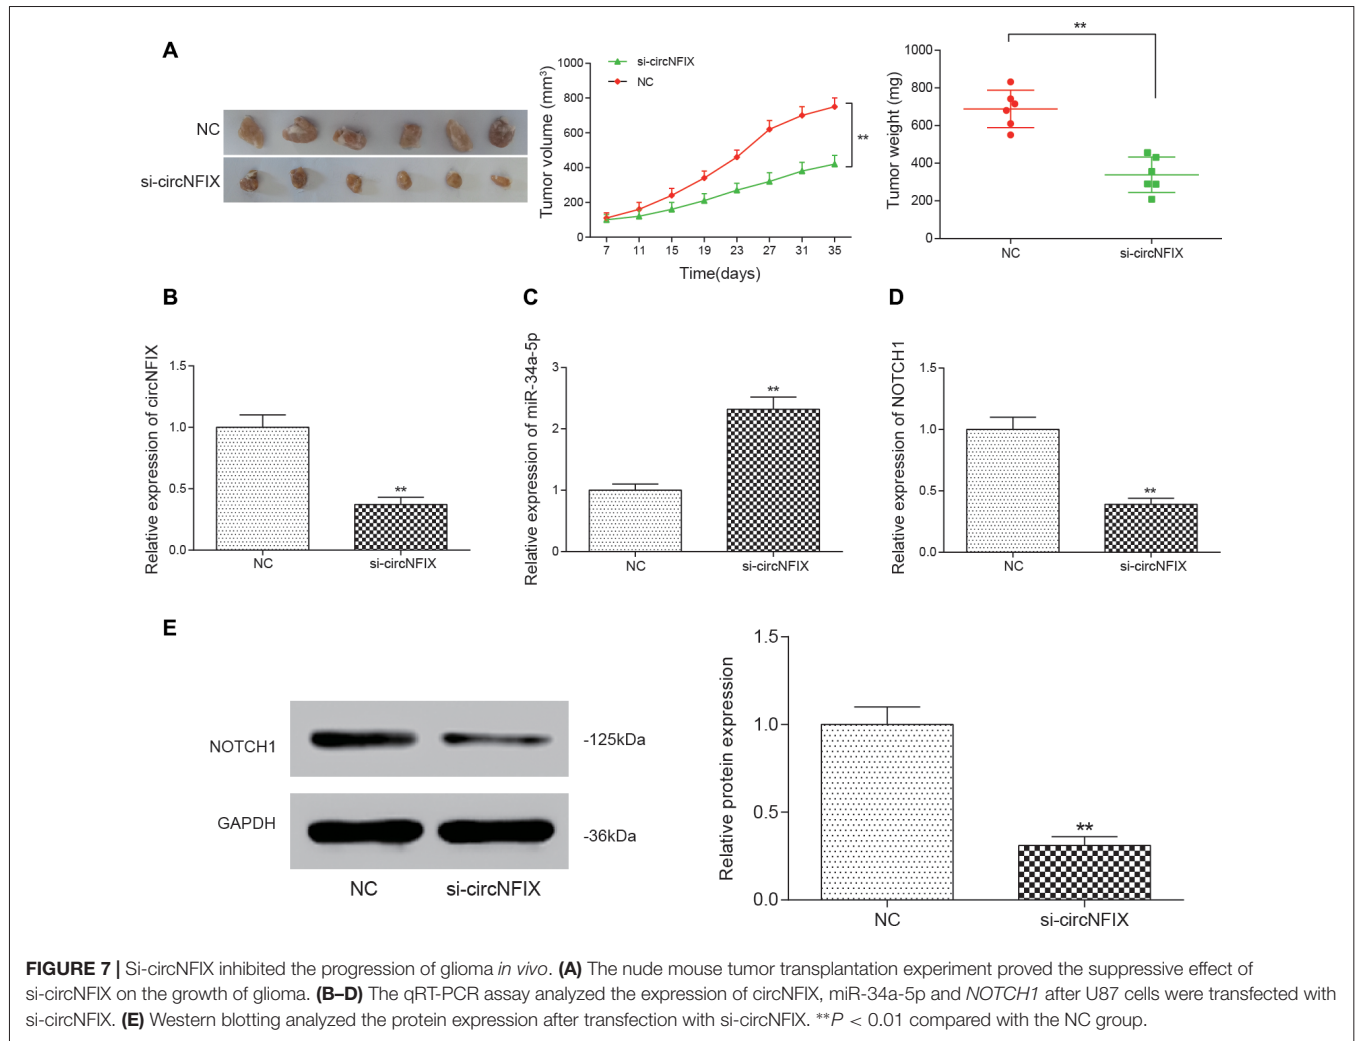 A
NC
si-circNFIX
Tumor volume (mm³)
1000
800
600
400
200
0
si-circNFIX
NC
**
7 11 15 19 23 27 31 35
Time(days)
Tumor weight (mg)
1000
800
600
400
200
0
**
NC si-circNFIX
B
Relative expression of circNFIX
1.5
1.0
0.5
0.0
**
NC si-circNFIX
C
Relative expression of miR-34a-5p
3
2
1
0
**
NC si-circNFIX
D
Relative expression of NOTCH1
1.5
1.0
0.5
0.0
**
NC si-circNFIX
E
NOTCH1 -125kDa
GAPDH -36kDa
NC si-circNFIX
Relative protein expression
1.5
1.0
0.5
0.0
**
NC si-circNFIX
FIGURE 7 | Si-circNFIX inhibited the progression of glioma in vivo. (A) The nude mouse tumor transplantation experiment proved the suppressive effect of
si-circNFIX on the growth of glioma. (B–D) The qRT-PCR assay analyzed the expression of circNFIX, miR-34a-5p and NOTCH1 after U87 cells were transfected with
si-circNFIX. (E) Western blotting analyzed the protein expression after transfection with si-circNFIX. **P < 0.01 compared with the NC group.